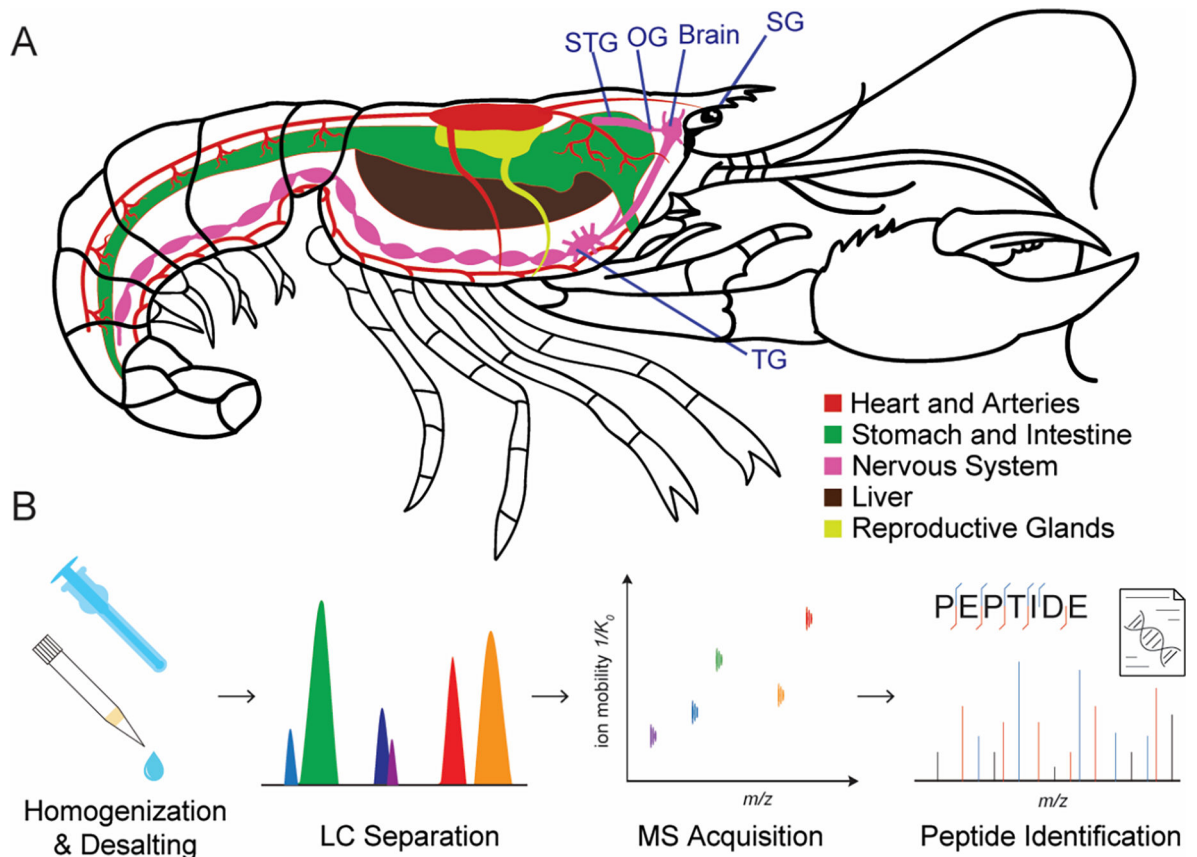 A
STG OG Brain SG
TG
Heart and Arteries
Stomach and Intestine
Nervous System
Liver
Reproductive Glands
B
Homogenization
& Desalting
LC Separation
ion mobility 1/K0
m/z
MS Acquisition
PEPTIDE
m/z
Peptide Identification